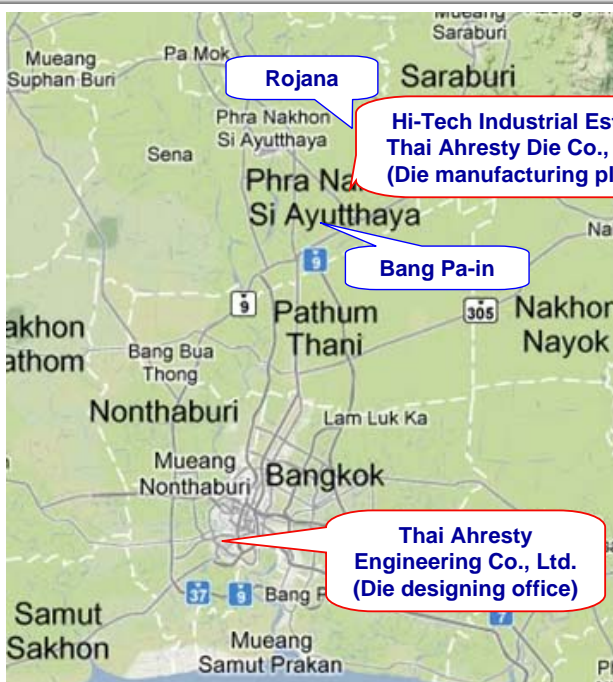 Mueang
Saraburi
Mueang
Suphan Buri
Pa Mok
Rojana
Saraburi
Phra Nakhon
Si Ayutthaya
Hi-Tech Industrial Est
Thai Ahresty Die Co.,
(Die manufacturing pl
Sena
Phra Na
Si Ayutthaya
Na
Bang Pa-in
9
9
305
akhon
athom
Pathum
Thani
Nakhon
Nayok
Bang Bua
Thong
Nonthaburi
Lam Luk Ka
Mueang
Nonthaburi
Bangkok
Thai Ahresty
Engineering Co., Ltd.
(Die designing office)
37
9
Bang P
7
Samut
Sakhon
Mueang
Samut Prakan